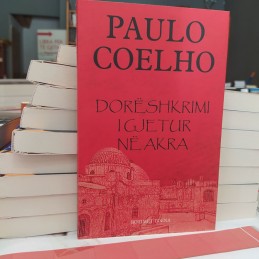 PAULO
COELHO
DORËSHKRIMI
I GJETUR
NË AKRA